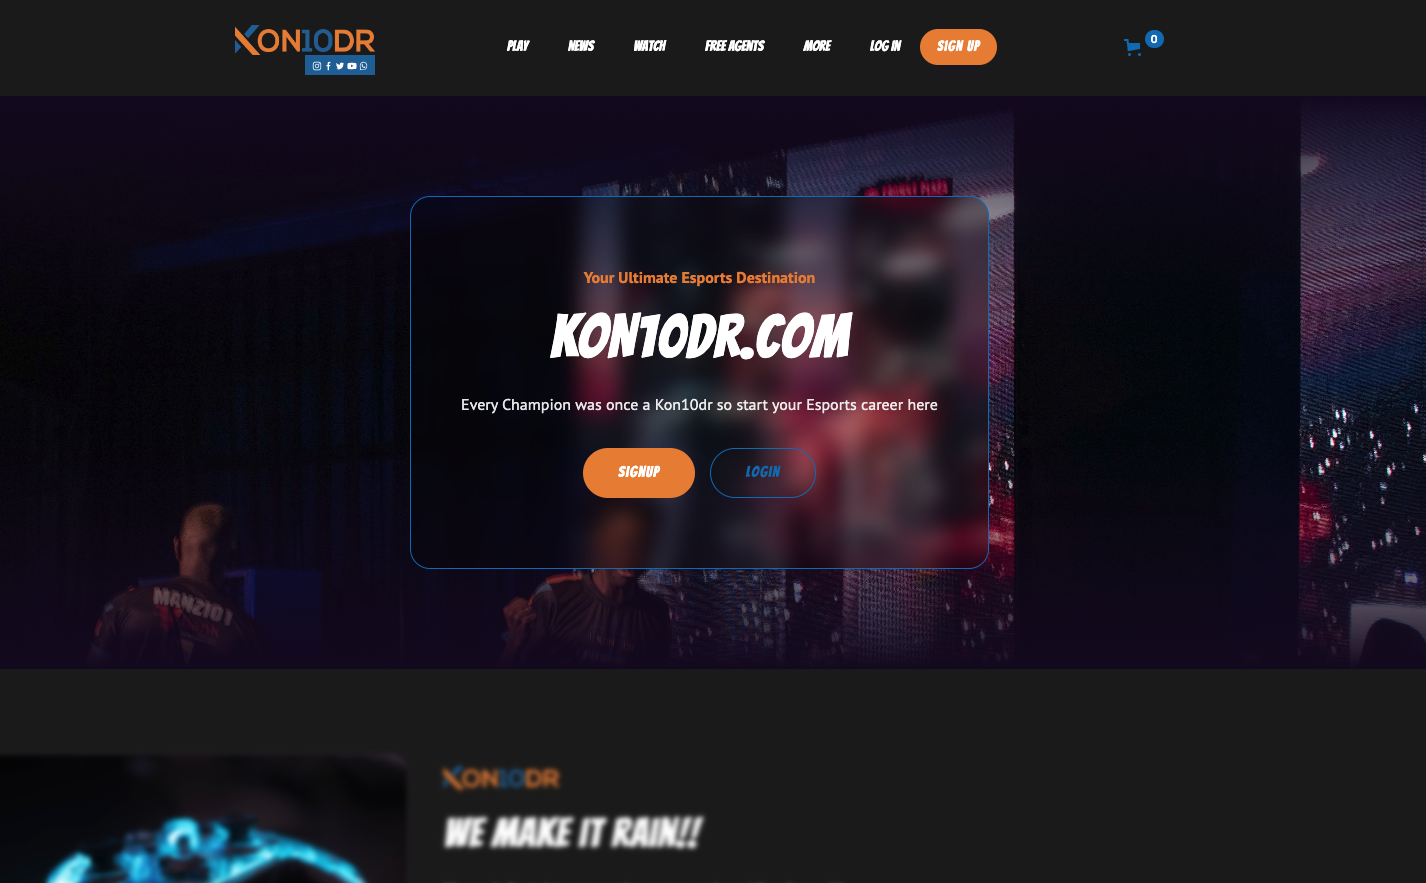 KON10DR
PLAY
NEWS
WATCH
FREE AGENTS
MORE
LOG IN
SIGN UP
0
Your Ultimate Esports Destination
KON10DR.COM
Every Champion was once a Kon10dr so start your Esports career here
SIGNUP
LOGIN
MANZ101
KON10DR
WE MAKE IT RAIN!!